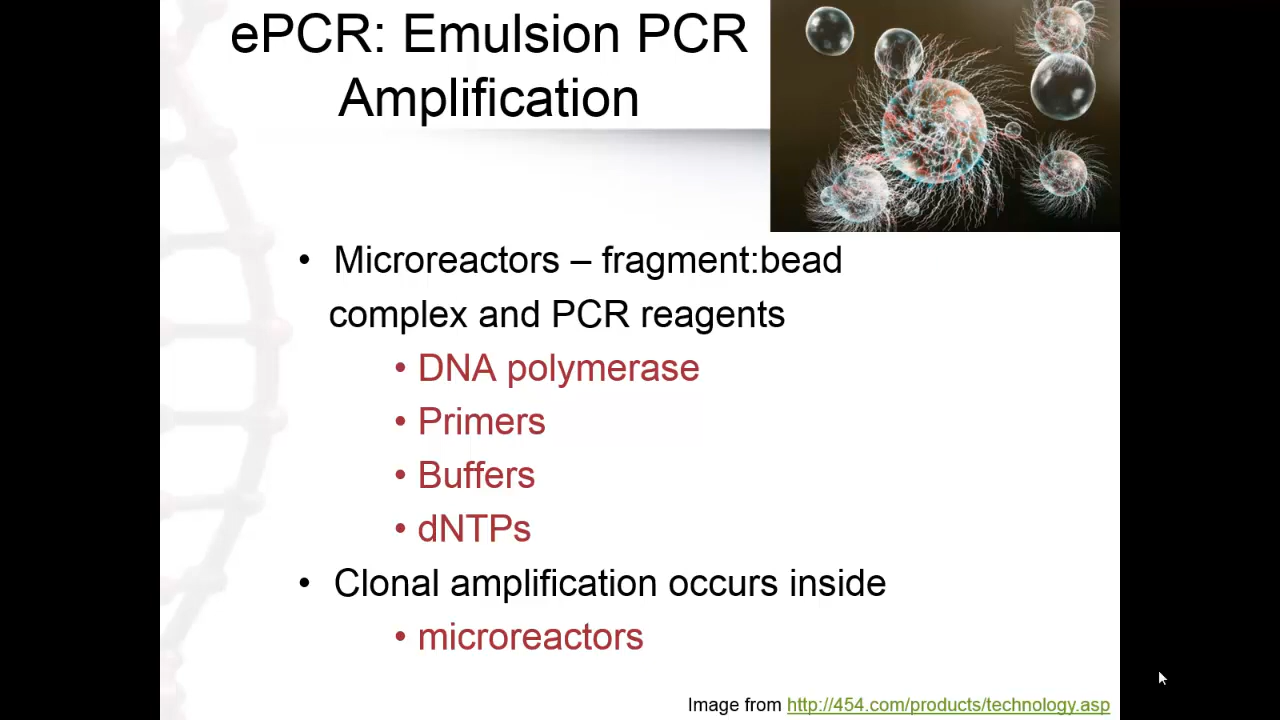 ePCR: Emulsion PCR
Amplification
• Microreactors – fragment:bead
complex and PCR reagents
• DNA polymerase
• Primers
• Buffers
• dNTPs
• Clonal amplification occurs inside
• microreactors
Image from http://454.com/products/technology.asp